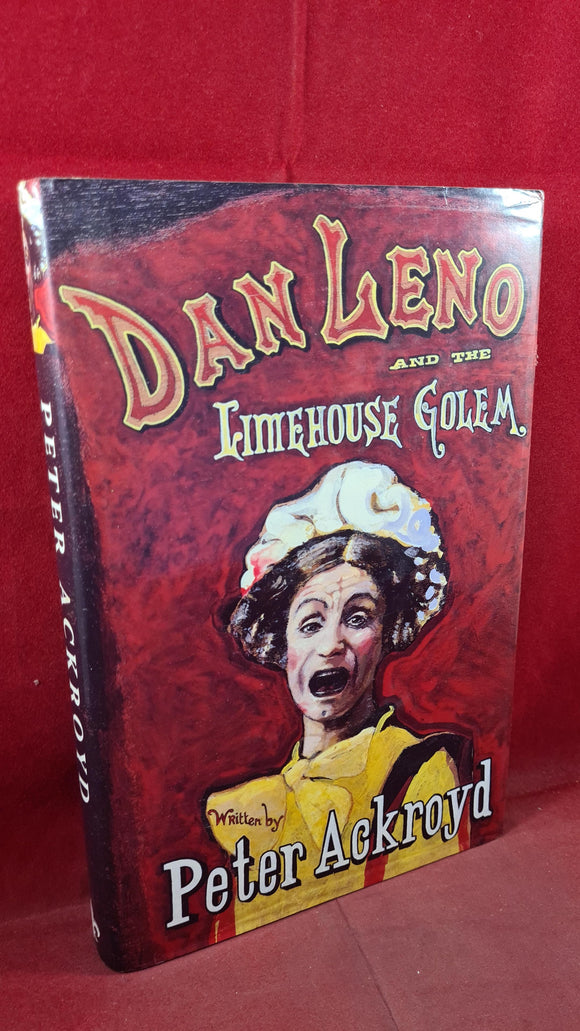 DAN LENO
AND THE
LIMEHOUSE GOLEM
Written by
Peter Ackroyd
PETER ACKROYD